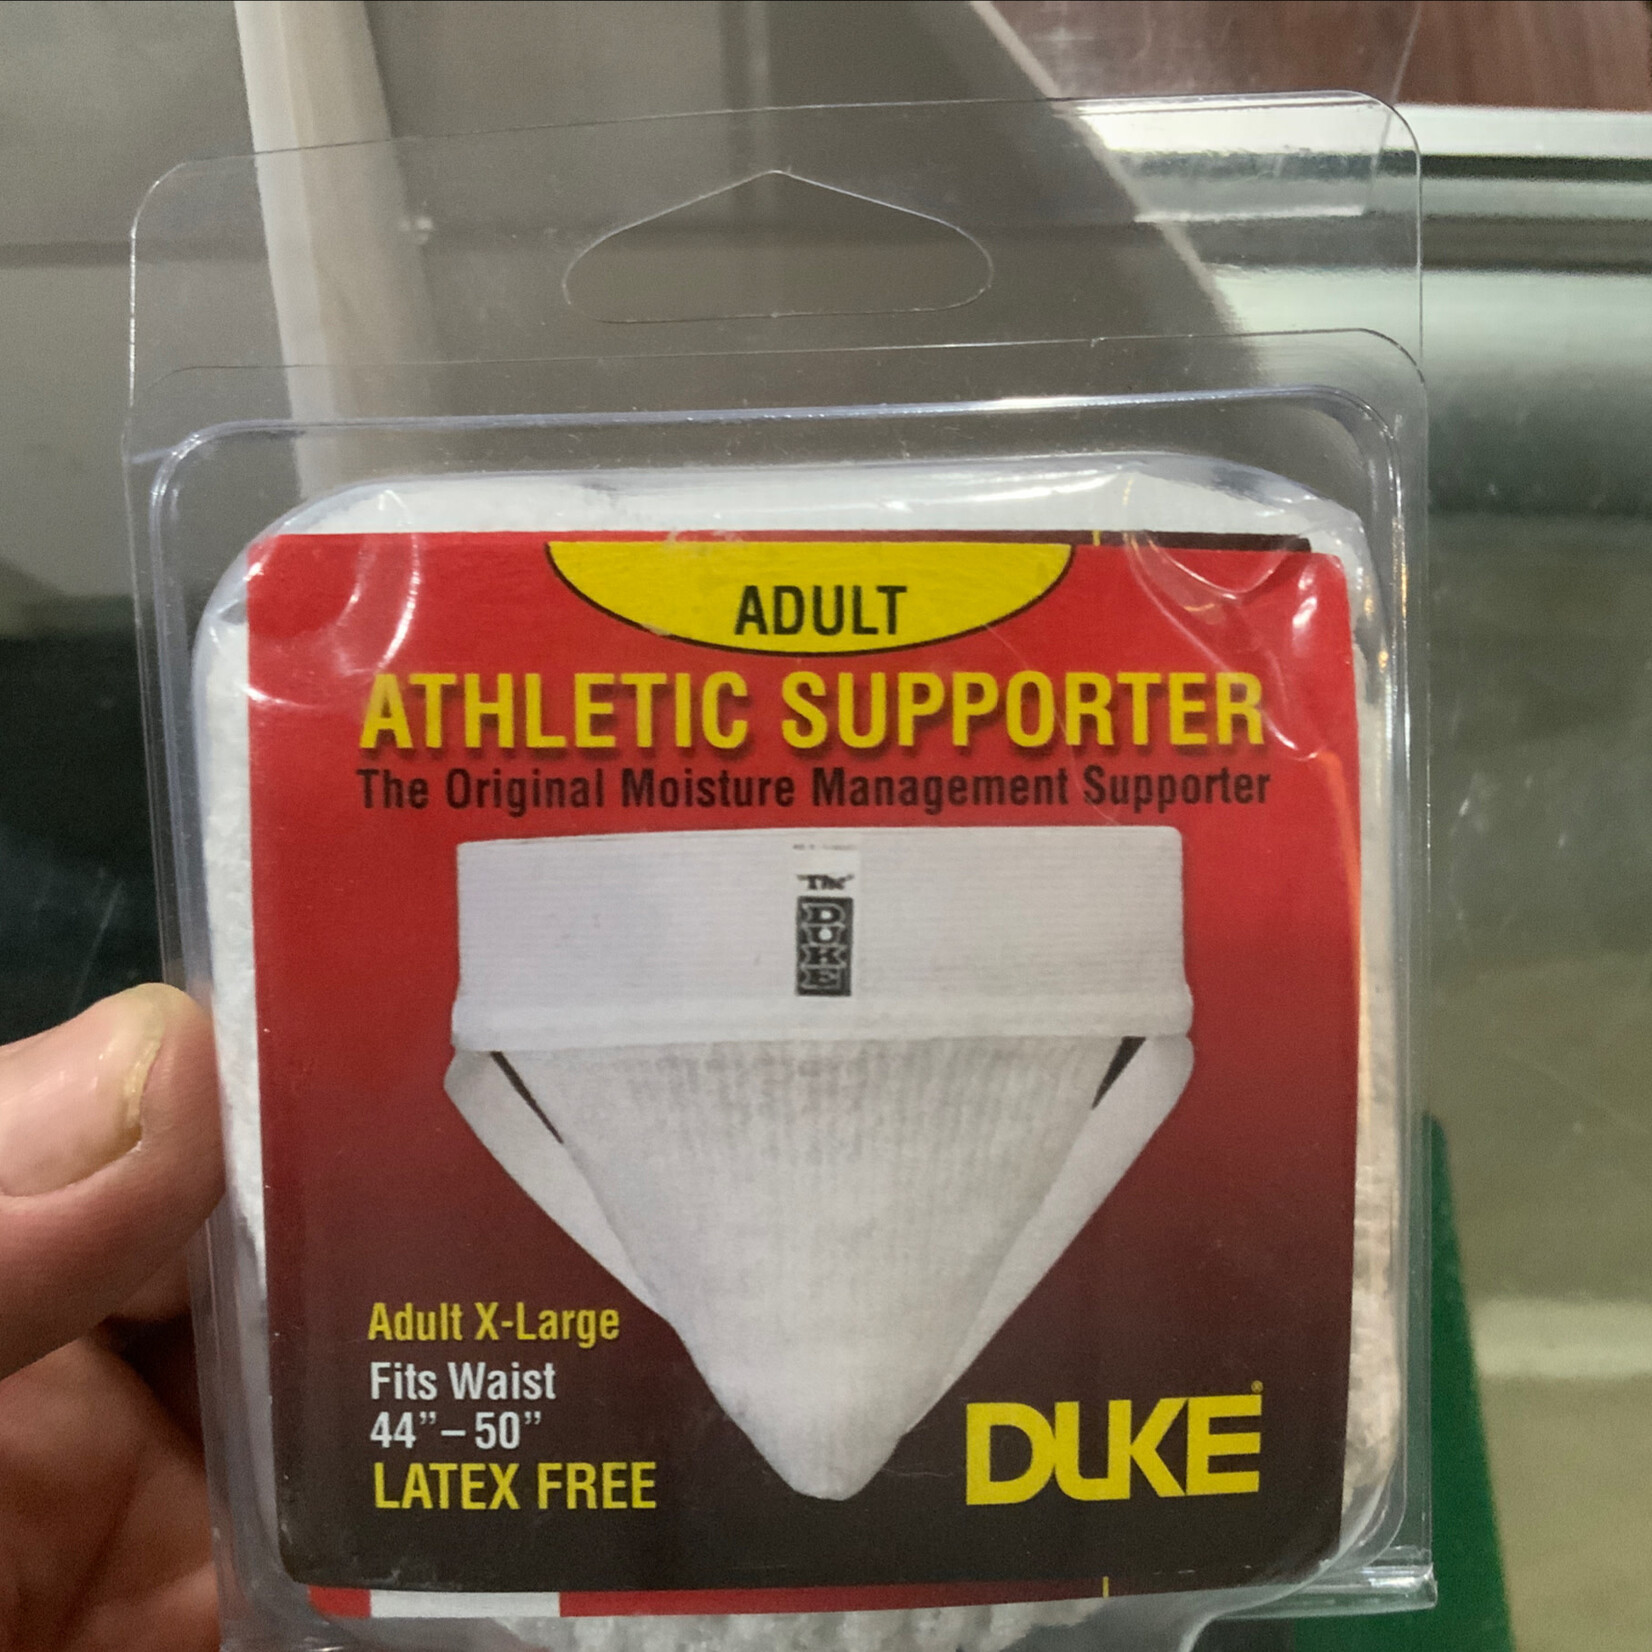 ADULT
ATHLETIC SUPPORTER
The Original Moisture Management Supporter
"The"
DUKE
Adult X-Large
Fits Waist
44”–50”
LATEX FREE
DUKE®